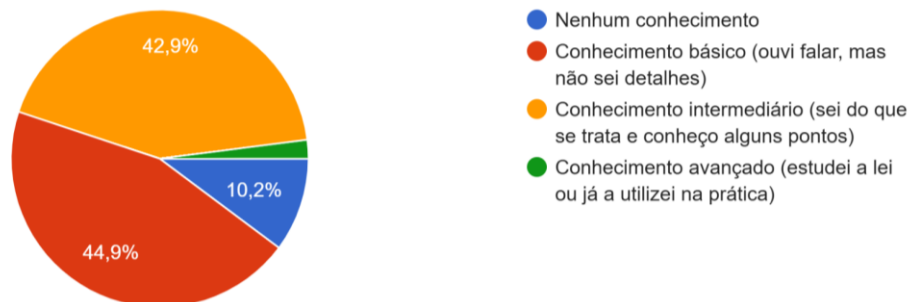 42,9%
10,2%
44,9%
Nenhum conhecimento
Conhecimento básico (ouvi falar, mas
não sei detalhes)
Conhecimento intermediário (sei do que
se trata e conheço alguns pontos)
Conhecimento avançado (estudei a lei
ou já a utilizei na prática)